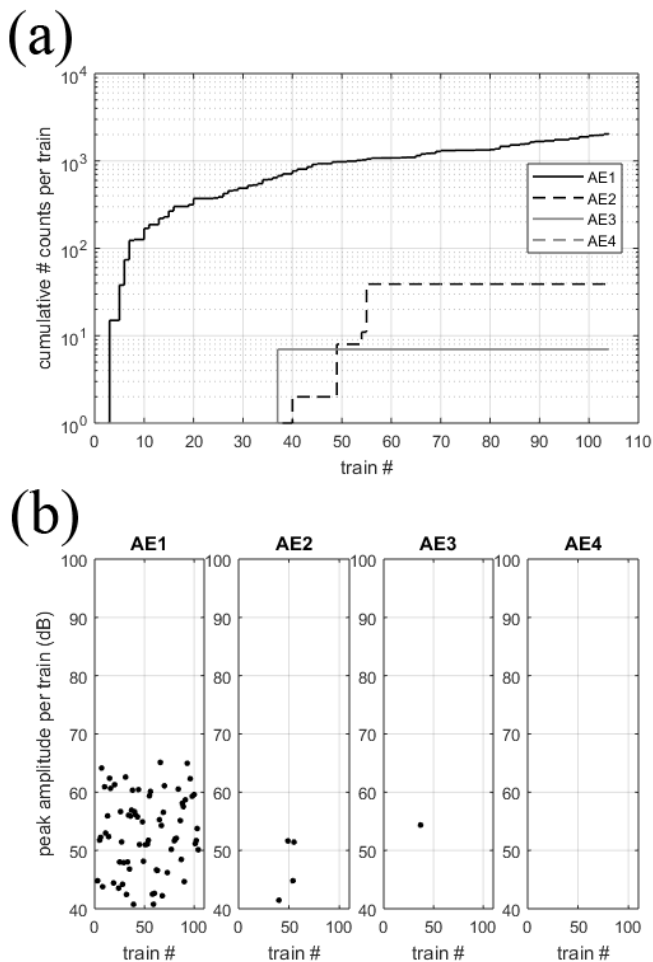 (a)
10^4
10^3
10^2
10^1
10^0
cumulative # counts per train
AE1
AE2
AE3
AE4
0 10 20 30 40 50 60 70 80 90 100 110
train #
(b)
AE1 AE2 AE3 AE4
100 100 100 100
90 90 90 90
80 80 80 80
70 70 70 70
60 60 60 60
50 50 50 50
40 40 40 40
peak amplitude per train (dB)
0 50 100 0 50 100 0 50 100 0 50 100
train # train # train # train #